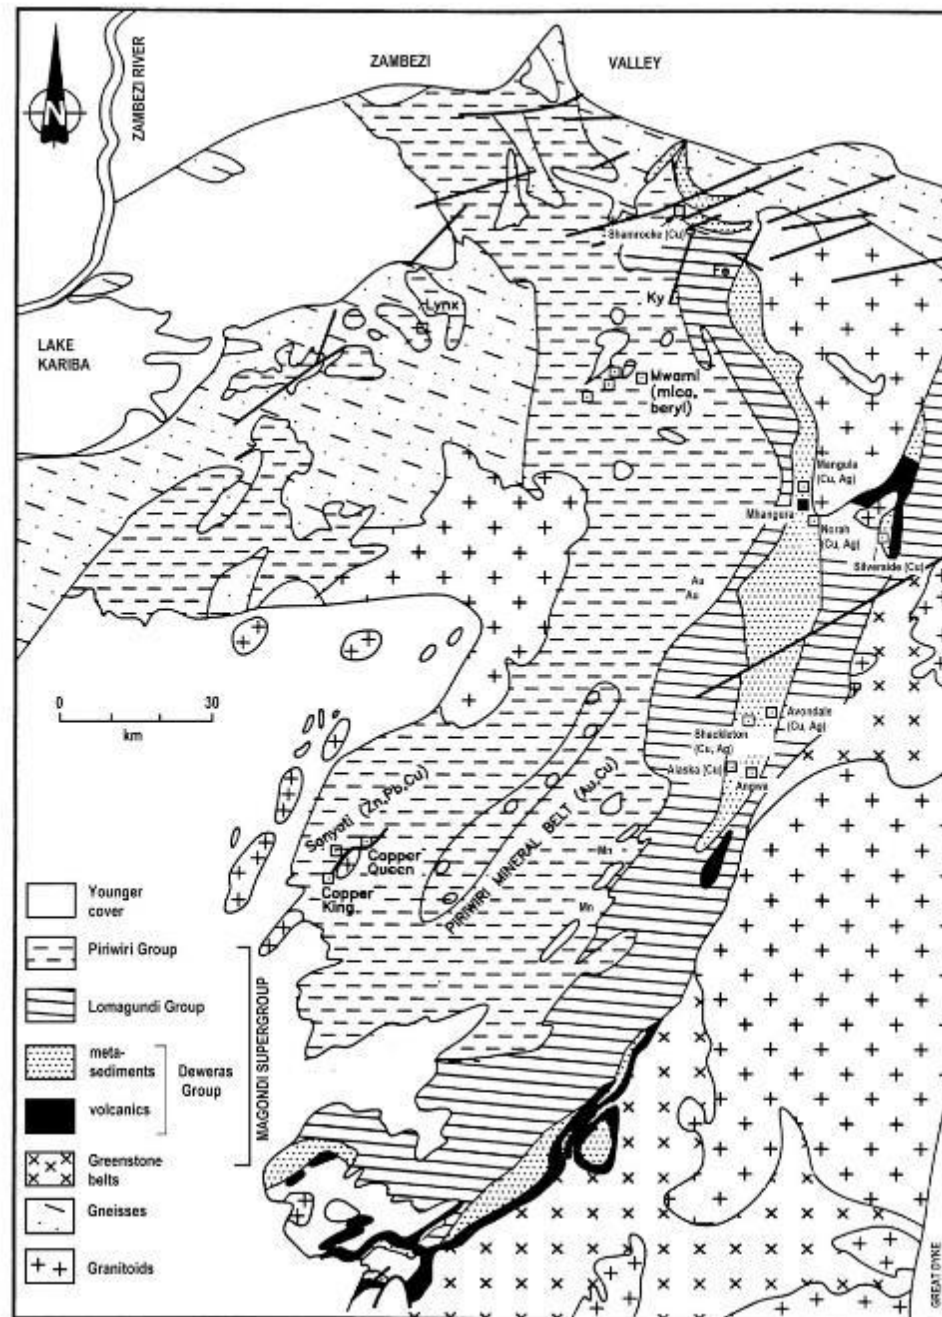 ZAMBEZI
VALLEY
ZAMBEZI RIVER
N
Shamrocke (Cu)
Fe
Ky
Lynx
LAKE
KARIBA
Mwami
(mica,
beryl)
Mangula
(Cu, Ag)
Mhangura
Norah
(Cu, Ag)
Silverside (Cu)
Au
Au
0
30
km
Avondale
(Cu, Ag)
Shackleton
(Cu, Ag)
Alaska (Cu)
Angwa
Sanyati (Zn,Pb,Cu)
Copper
Queen
Copper
King
PIRIWIRI MINERAL BELT (Au,Cu)
Mn
Mn
Younger
cover
Piriwiri Group
Lomagundi Group
meta-
sediments
Deweras
Group
volcanics
MAGONDI SUPERGROUP
Greenstone
belts
Gneisses
Granitoids
GREAT DYKE